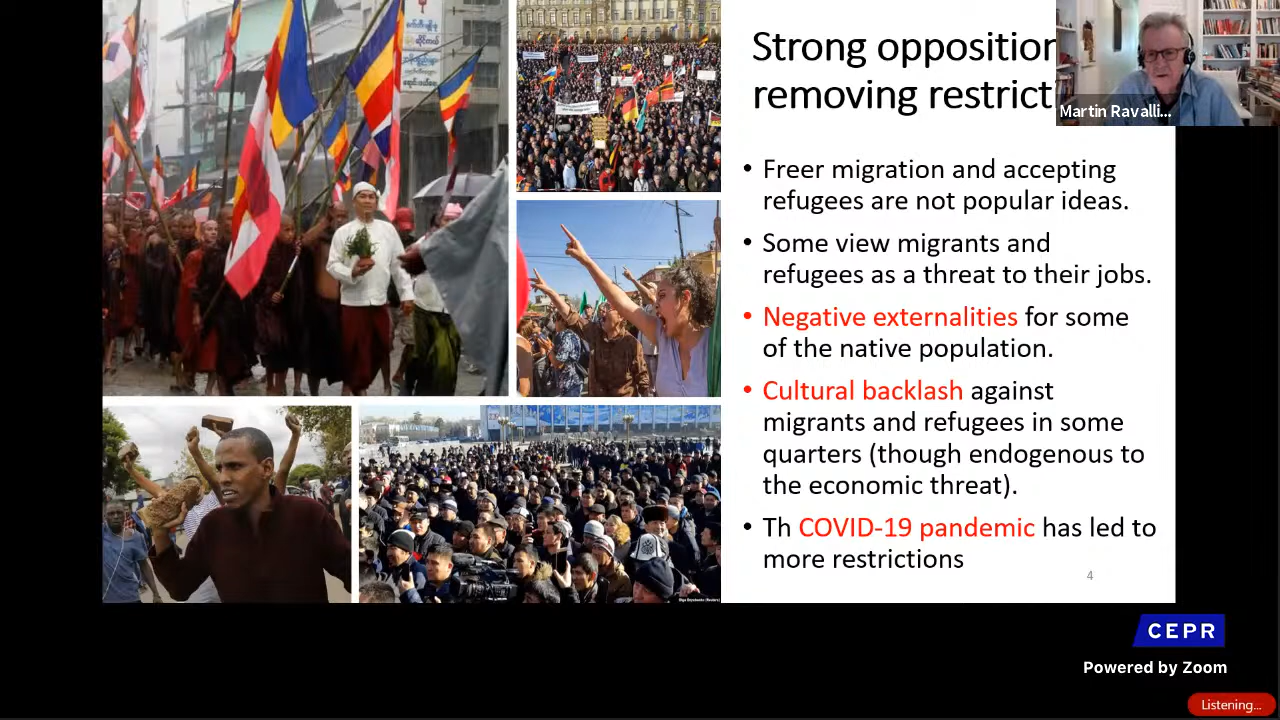 Strong opposition
removing restrict
Martin Ravalli...
• Freer migration and accepting
refugees are not popular ideas.
• Some view migrants and
refugees as a threat to their jobs.
• Negative externalities for some
of the native population.
• Cultural backlash against
migrants and refugees in some
quarters (though endogenous to
the economic threat).
• Th COVID-19 pandemic has led to
more restrictions
4
CEPR
Powered by Zoom
Listening...